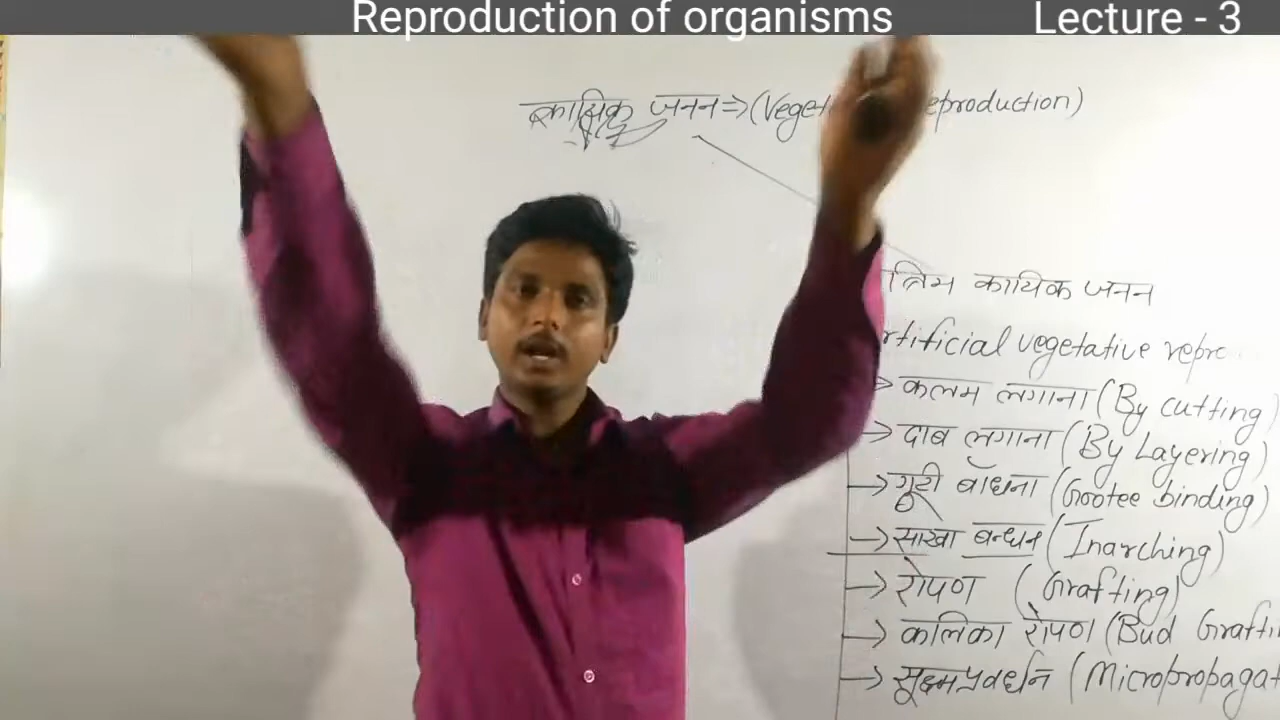 Reproduction of organisms Lecture - 3
कायिक जनन => (Veget eproduction)
त्रिम कायिक जनन
rtificial vegetative repro
→ कलम लगाना (By cutting)
→ दाब लगाना (By Layering)
→ गूटी बाँधना (Gootee binding)
→ साखा बन्धन (Inarching)
→ रोपण (Grafting)
→ कलिका रोपण (Bud Grafti
→ सूक्ष्मप्रवर्धन (Micropropagat